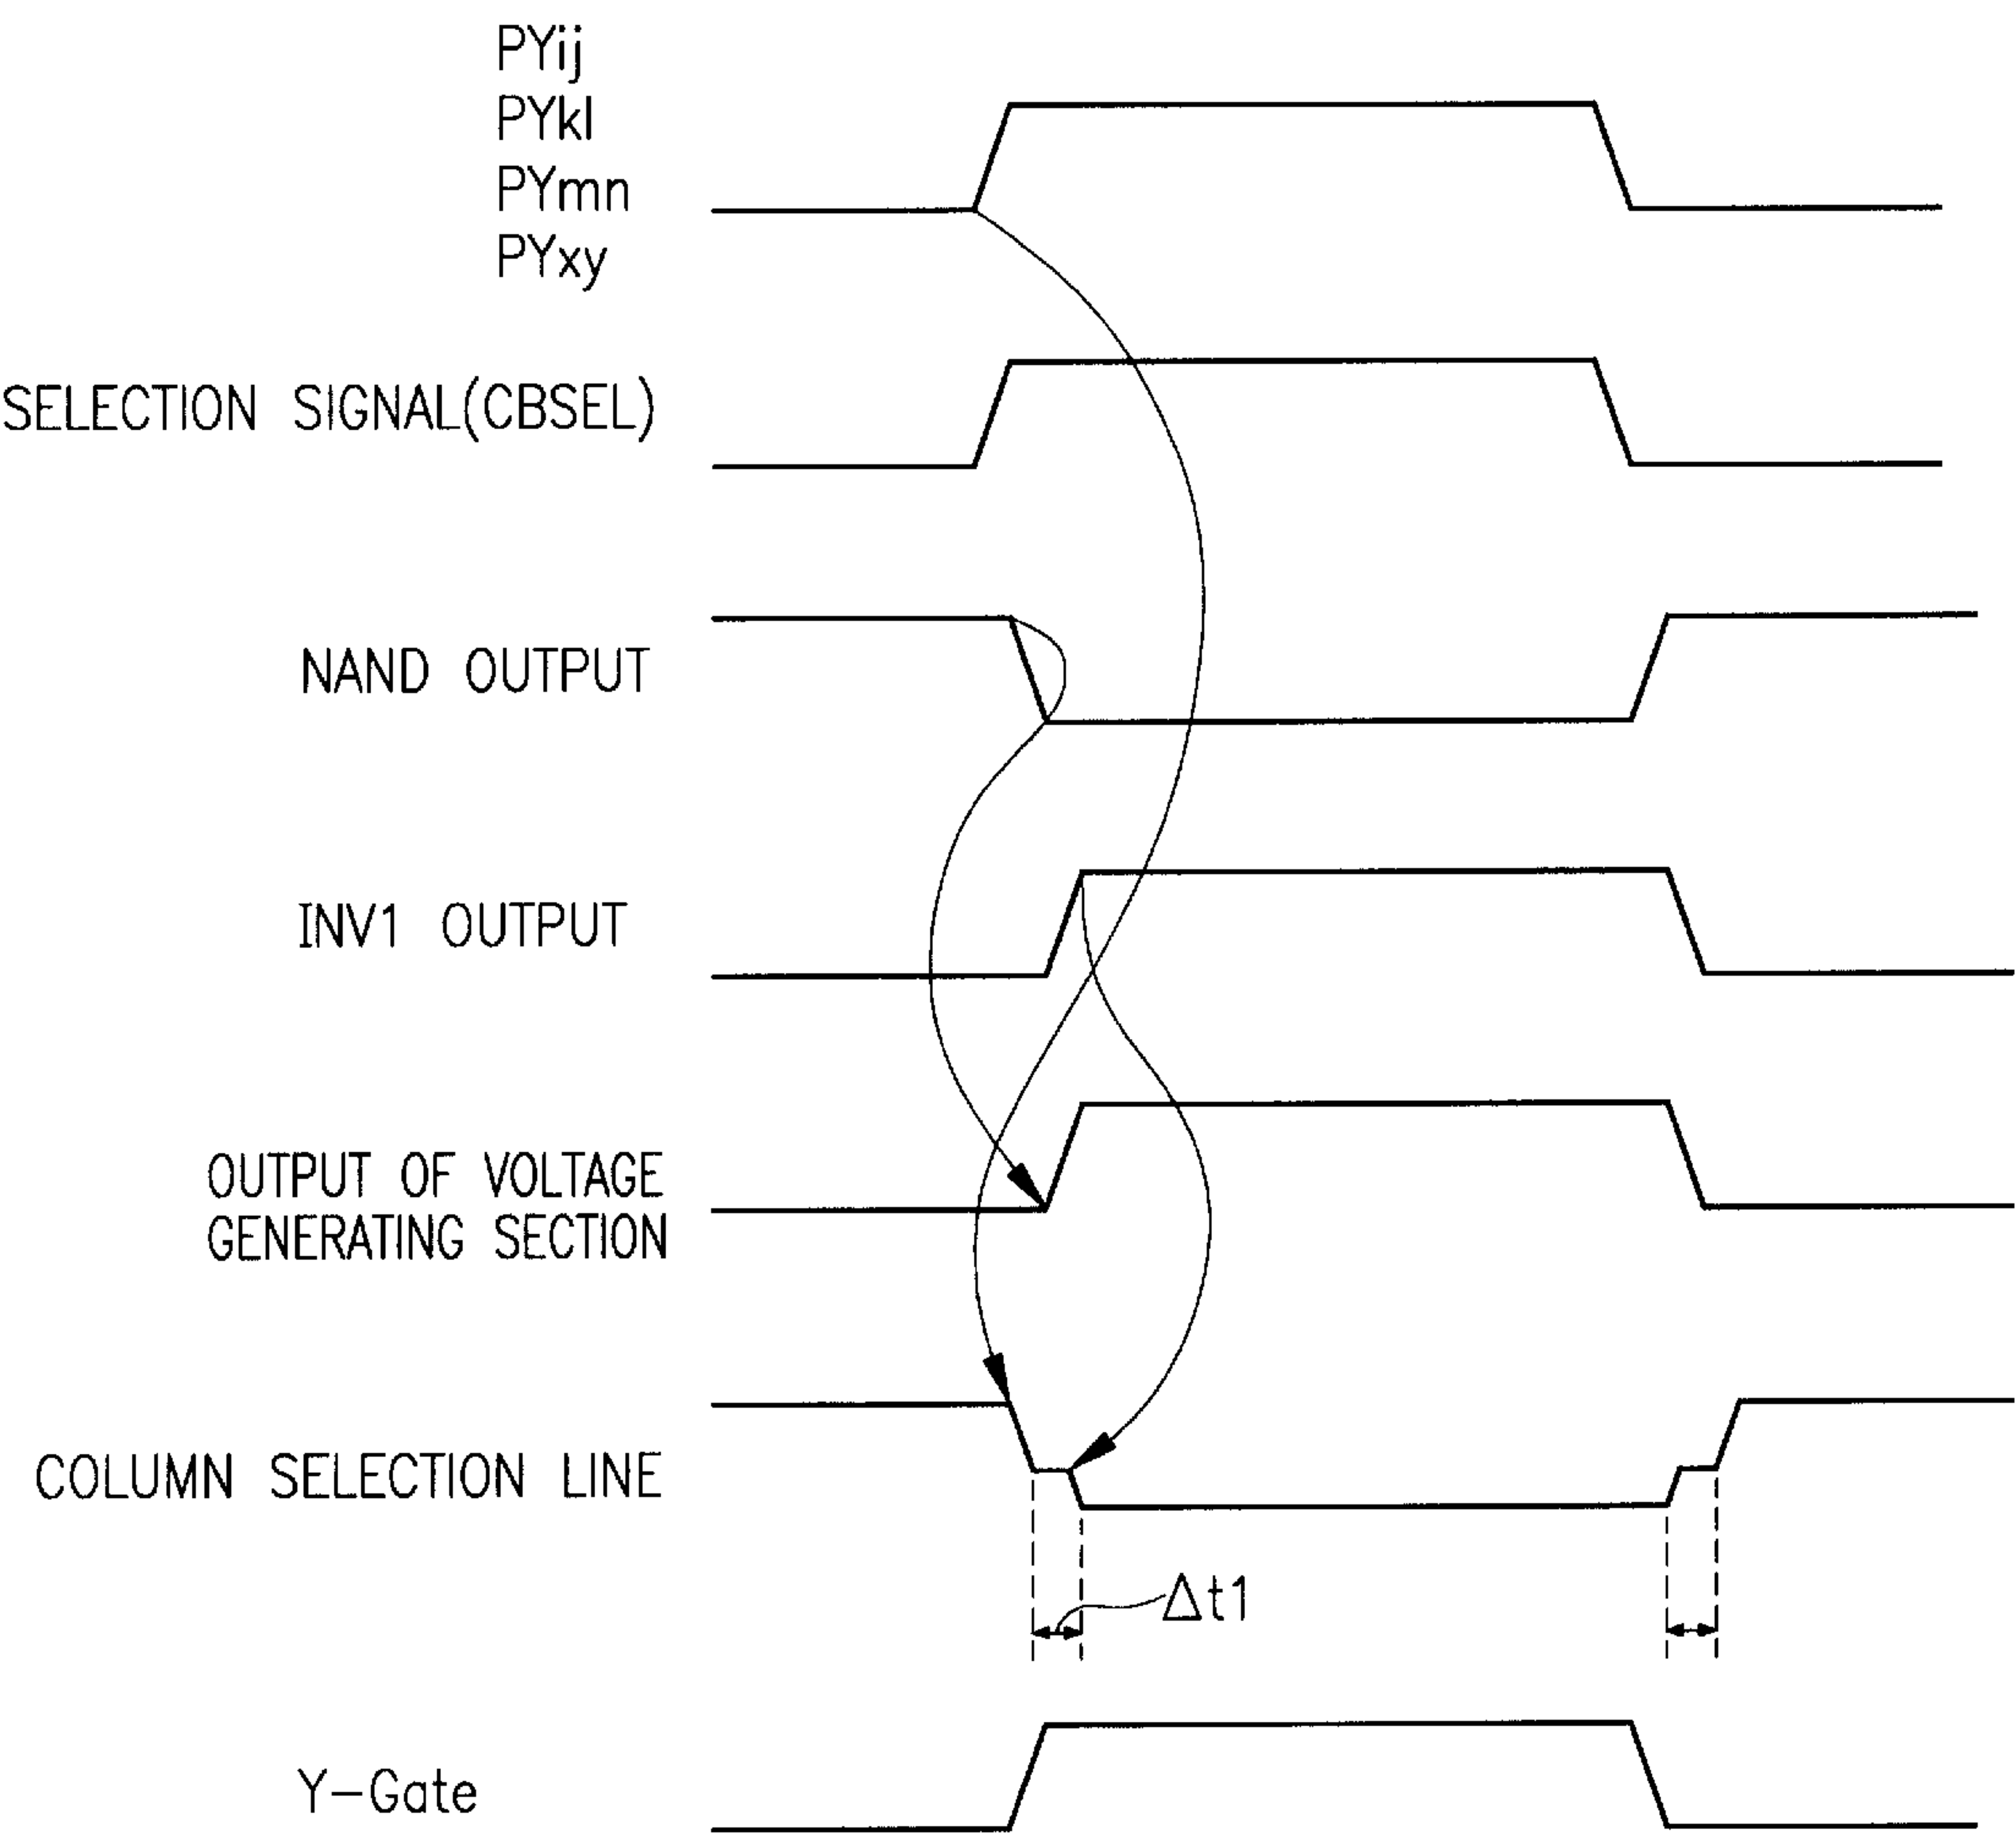 PYij
PYkl
PYmn
PYxy
SELECTION SIGNAL(CBSEL)
NAND OUTPUT
INV1 OUTPUT
OUTPUT OF VOLTAGE
GENERATING SECTION
COLUMN SELECTION LINE
Δt1
Y-Gate